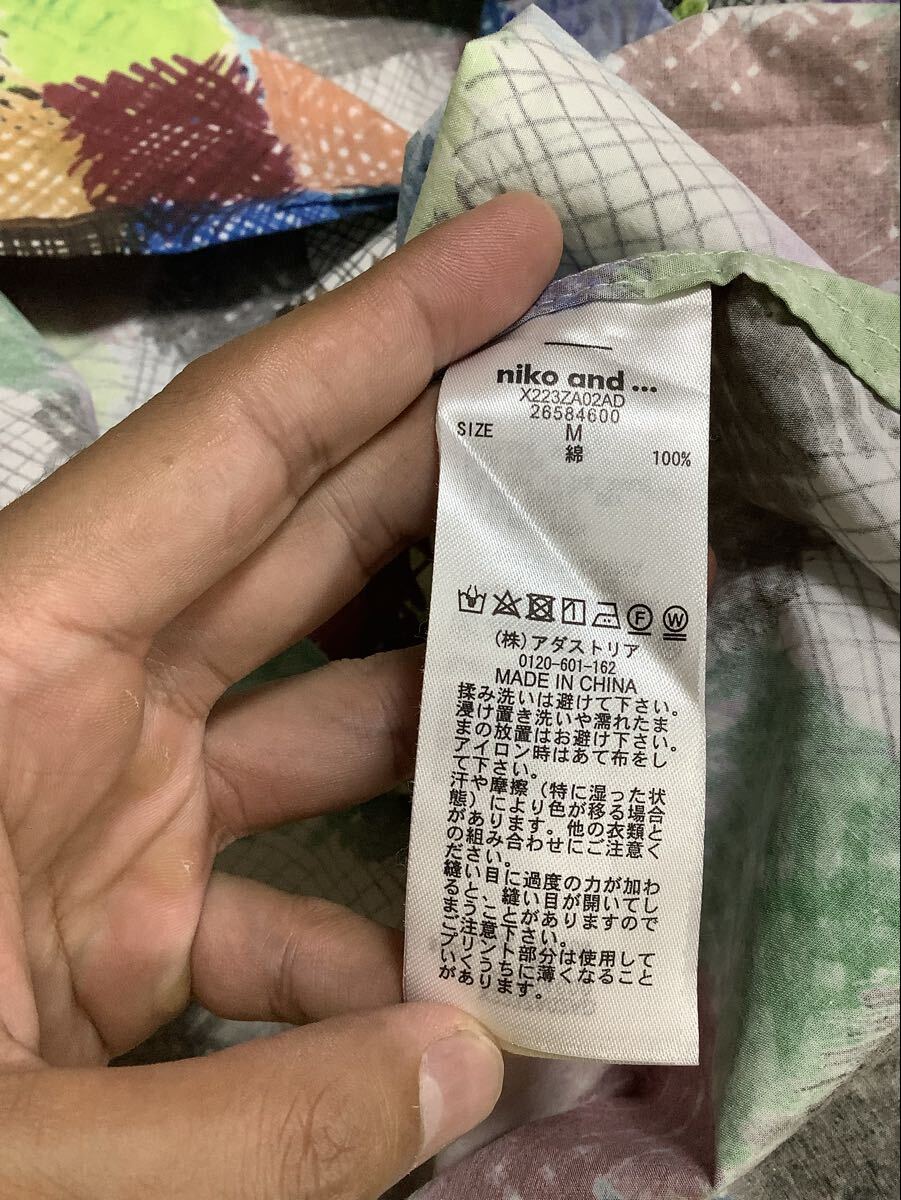 niko and ...
X223ZA02AD
26584600
SIZE M
綿 100%
F W
(株)アダストリア
0120-601-162
MADE IN CHINA
揉み洗いは避けて下さい。
浸け置き洗いや濡れたま
まの放置はお避け下さい。
アイロン時はあて布をし
て下さい。
汗や摩擦(特に湿った状
態)により色が移る場合
があります。他の衣類と
の組み合わせにご注意く
ださい。
縫い目に過度の力が加わ
ると、縫い目が開いてし
まうことがありますので
ご注意下さい。
プリント部分は使用して
いくうちに薄くなること
があります。